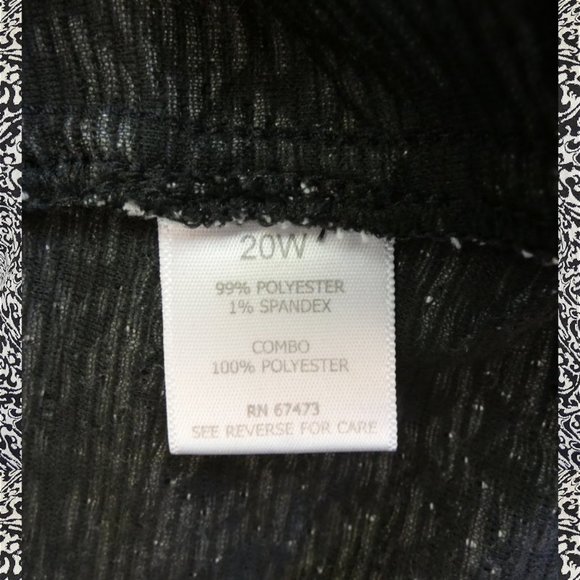 20W
99% POLYESTER
1% SPANDEX
COMBO
100% POLYESTER
RN 67473
SEE REVERSE FOR CARE